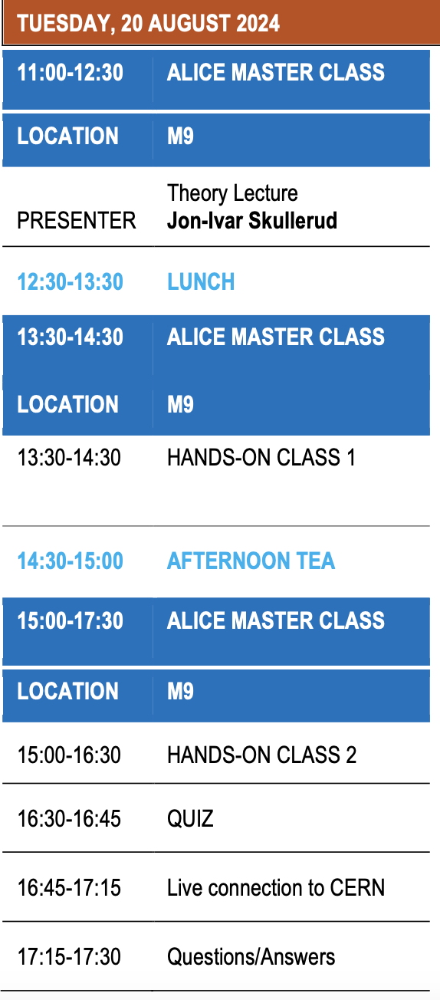 TUESDAY, 20 AUGUST 2024
11:00-12:30 ALICE MASTER CLASS
LOCATION M9
Theory Lecture
PRESENTER Jon-Ivar Skullerud
12:30-13:30 LUNCH
13:30-14:30 ALICE MASTER CLASS
LOCATION M9
13:30-14:30 HANDS-ON CLASS 1
14:30-15:00 AFTERNOON TEA
15:00-17:30 ALICE MASTER CLASS
LOCATION M9
15:00-16:30 HANDS-ON CLASS 2
16:30-16:45 QUIZ
16:45-17:15 Live connection to CERN
17:15-17:30 Questions/Answers